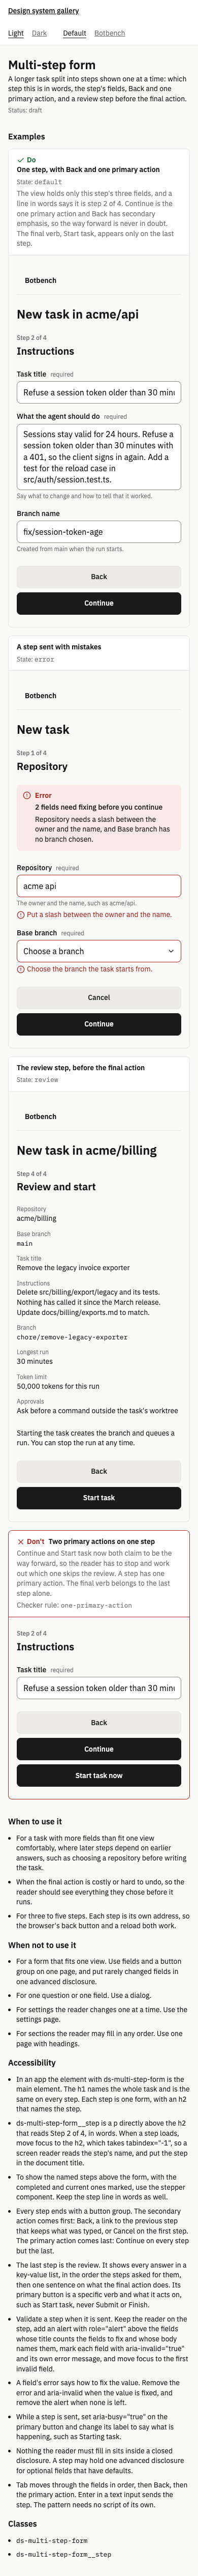 Design system gallery
Light Dark Default Botbench
Multi-step form
A longer task split into steps shown one at a time: which
step this is in words, the step's fields, Back and one
primary action, and a review step before the final action.
Status: draft
Examples
Do
One step, with Back and one primary action
State: default
The view holds only this step's three fields, and a
line in words says it is step 2 of 4. Continue is the
one primary action and Back has secondary
emphasis, so the way forward is never in doubt.
The final verb, Start task, appears only on the last
step.
Botbench
New task in acme/api
Step 2 of 4
Instructions
Task title required
Refuse a session token older than 30 minu
What the agent should do required
Sessions stay valid for 24 hours. Refuse a
session token older than 30 minutes with
a 401, so the client signs in again. Add a
test for the reload case in
src/auth/session.test.ts.
Say what to change and how to tell that it worked.
Branch name
fix/session-token-age
Created from main when the run starts.
Back
Continue
A step sent with mistakes
State: error
Botbench
New task
Step 1 of 4
Repository
Error
2 fields need fixing before you continue
Repository needs a slash between the
owner and the name, and Base branch has
no branch chosen.
Repository required
acme api
The owner and the name, such as acme/api.
Put a slash between the owner and the name.
Base branch required
Choose a branch
Choose the branch the task starts from.
Cancel
Continue
The review step, before the final action
State: review
Botbench
New task in acme/billing
Step 4 of 4
Review and start
Repository
acme/billing
Base branch
main
Task title
Remove the legacy invoice exporter
Instructions
Delete src/billing/export/legacy and its tests.
Nothing has called it since the March release.
Update docs/billing/exports.md to match.
Branch
chore/remove-legacy-exporter
Longest run
30 minutes
Token limit
50,000 tokens for this run
Approvals
Ask before a command outside the task's worktree
Starting the task creates the branch and queues a
run. You can stop the run at any time.
Back
Start task
Don't Two primary actions on one step
Continue and Start task now both claim to be the
way forward, so the reader has to stop and work
out which one skips the review. A step has one
primary action. The final verb belongs to the last
step alone.
Checker rule: one-primary-action
Step 2 of 4
Instructions
Task title required
Refuse a session token older than 30 minu
Back
Continue
Start task now
When to use it
For a task with more fields than fit one view
comfortably, where later steps depend on earlier
answers, such as choosing a repository before writing
the task.
When the final action is costly or hard to undo, so the
reader should see everything they chose before it
runs.
For three to five steps. Each step is its own address, so
the browser's back button and a reload both work.
When not to use it
For a form that fits one view. Use fields and a button
group on one page, and put rarely changed fields in
one advanced disclosure.
For one question or one field. Use a dialog.
For settings the reader changes one at a time. Use the
settings page.
For sections the reader may fill in any order. Use one
page with headings.
Accessibility
In an app the element with ds-multi-step-form is the
main element. The h1 names the whole task and is the
same on every step. Each step is one form, with an h2
that names the step.
ds-multi-step-form__step is a p directly above the h2
that reads Step 2 of 4, in words. When a step loads,
move focus to the h2, which takes tabindex="-1", so a
screen reader reads the step's name, and put the step
in the document title.
To show the named steps above the form, with the
completed and current ones marked, use the stepper
component. Keep the step line in words as well.
Every step ends with a button group. The secondary
action comes first: Back, a link to the previous step
that keeps what was typed, or Cancel on the first step.
The primary action comes last: Continue on every step
but the last.
The last step is the review. It shows every answer in a
key-value list, in the order the steps asked for them,
then one sentence on what the final action does. Its
primary button is a specific verb and what it acts on,
such as Start task, never Submit or Finish.
Validate a step when it is sent. Keep the reader on the
step, add an alert with role="alert" above the fields
whose title counts the fields to fix and whose body
names them, mark each field with aria-invalid="true"
and its own error message, and move focus to the first
invalid field.
A field's error says how to fix the value. Remove the
error and aria-invalid when the value is fixed, and
remove the alert when none is left.
While a step is sent, set aria-busy="true" on the
primary button and change its label to say what is
happening, such as Starting task.
Nothing the reader must fill in sits inside a closed
disclosure. A step may hold one advanced disclosure
for optional fields that have defaults.
Tab moves through the fields in order, then Back, then
the primary action. Enter in a text input sends the
step. The pattern needs no script of its own.
Classes
ds-multi-step-form
ds-multi-step-form__step